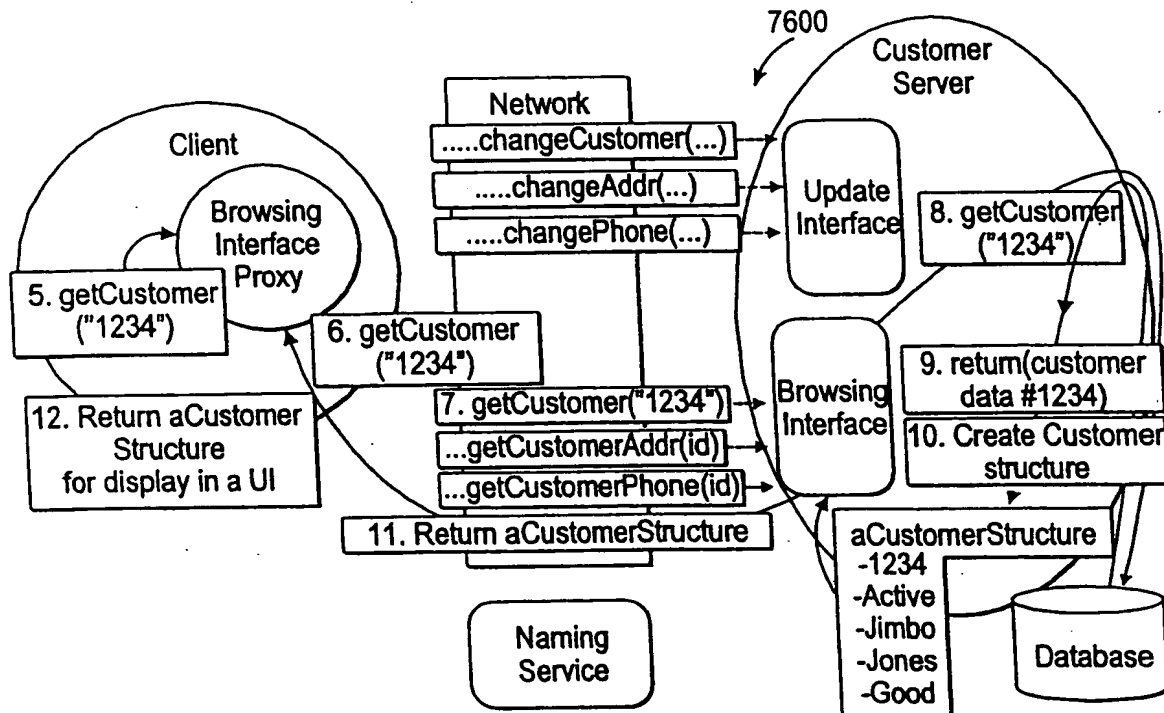 7600
Customer
Server
Network
Client
.....changeCustomer(...)
.....changeAddr(...)
.....changePhone(...)
Update
Interface
Browsing
Interface
Proxy
5. getCustomer
("1234")
6. getCustomer
("1234")
8. getCustomer
("1234")
7. getCustomer("1234")
...getCustomerAddr(id)
...getCustomerPhone(id)
Browsing
Interface
9. return(customer
data #1234)
10. Create Customer
structure
12. Return aCustomer
Structure
for display in a UI
11. Return aCustomerStructure
aCustomerStructure
-1234
-Active
-Jimbo
-Jones
-Good
Naming
Service
Database